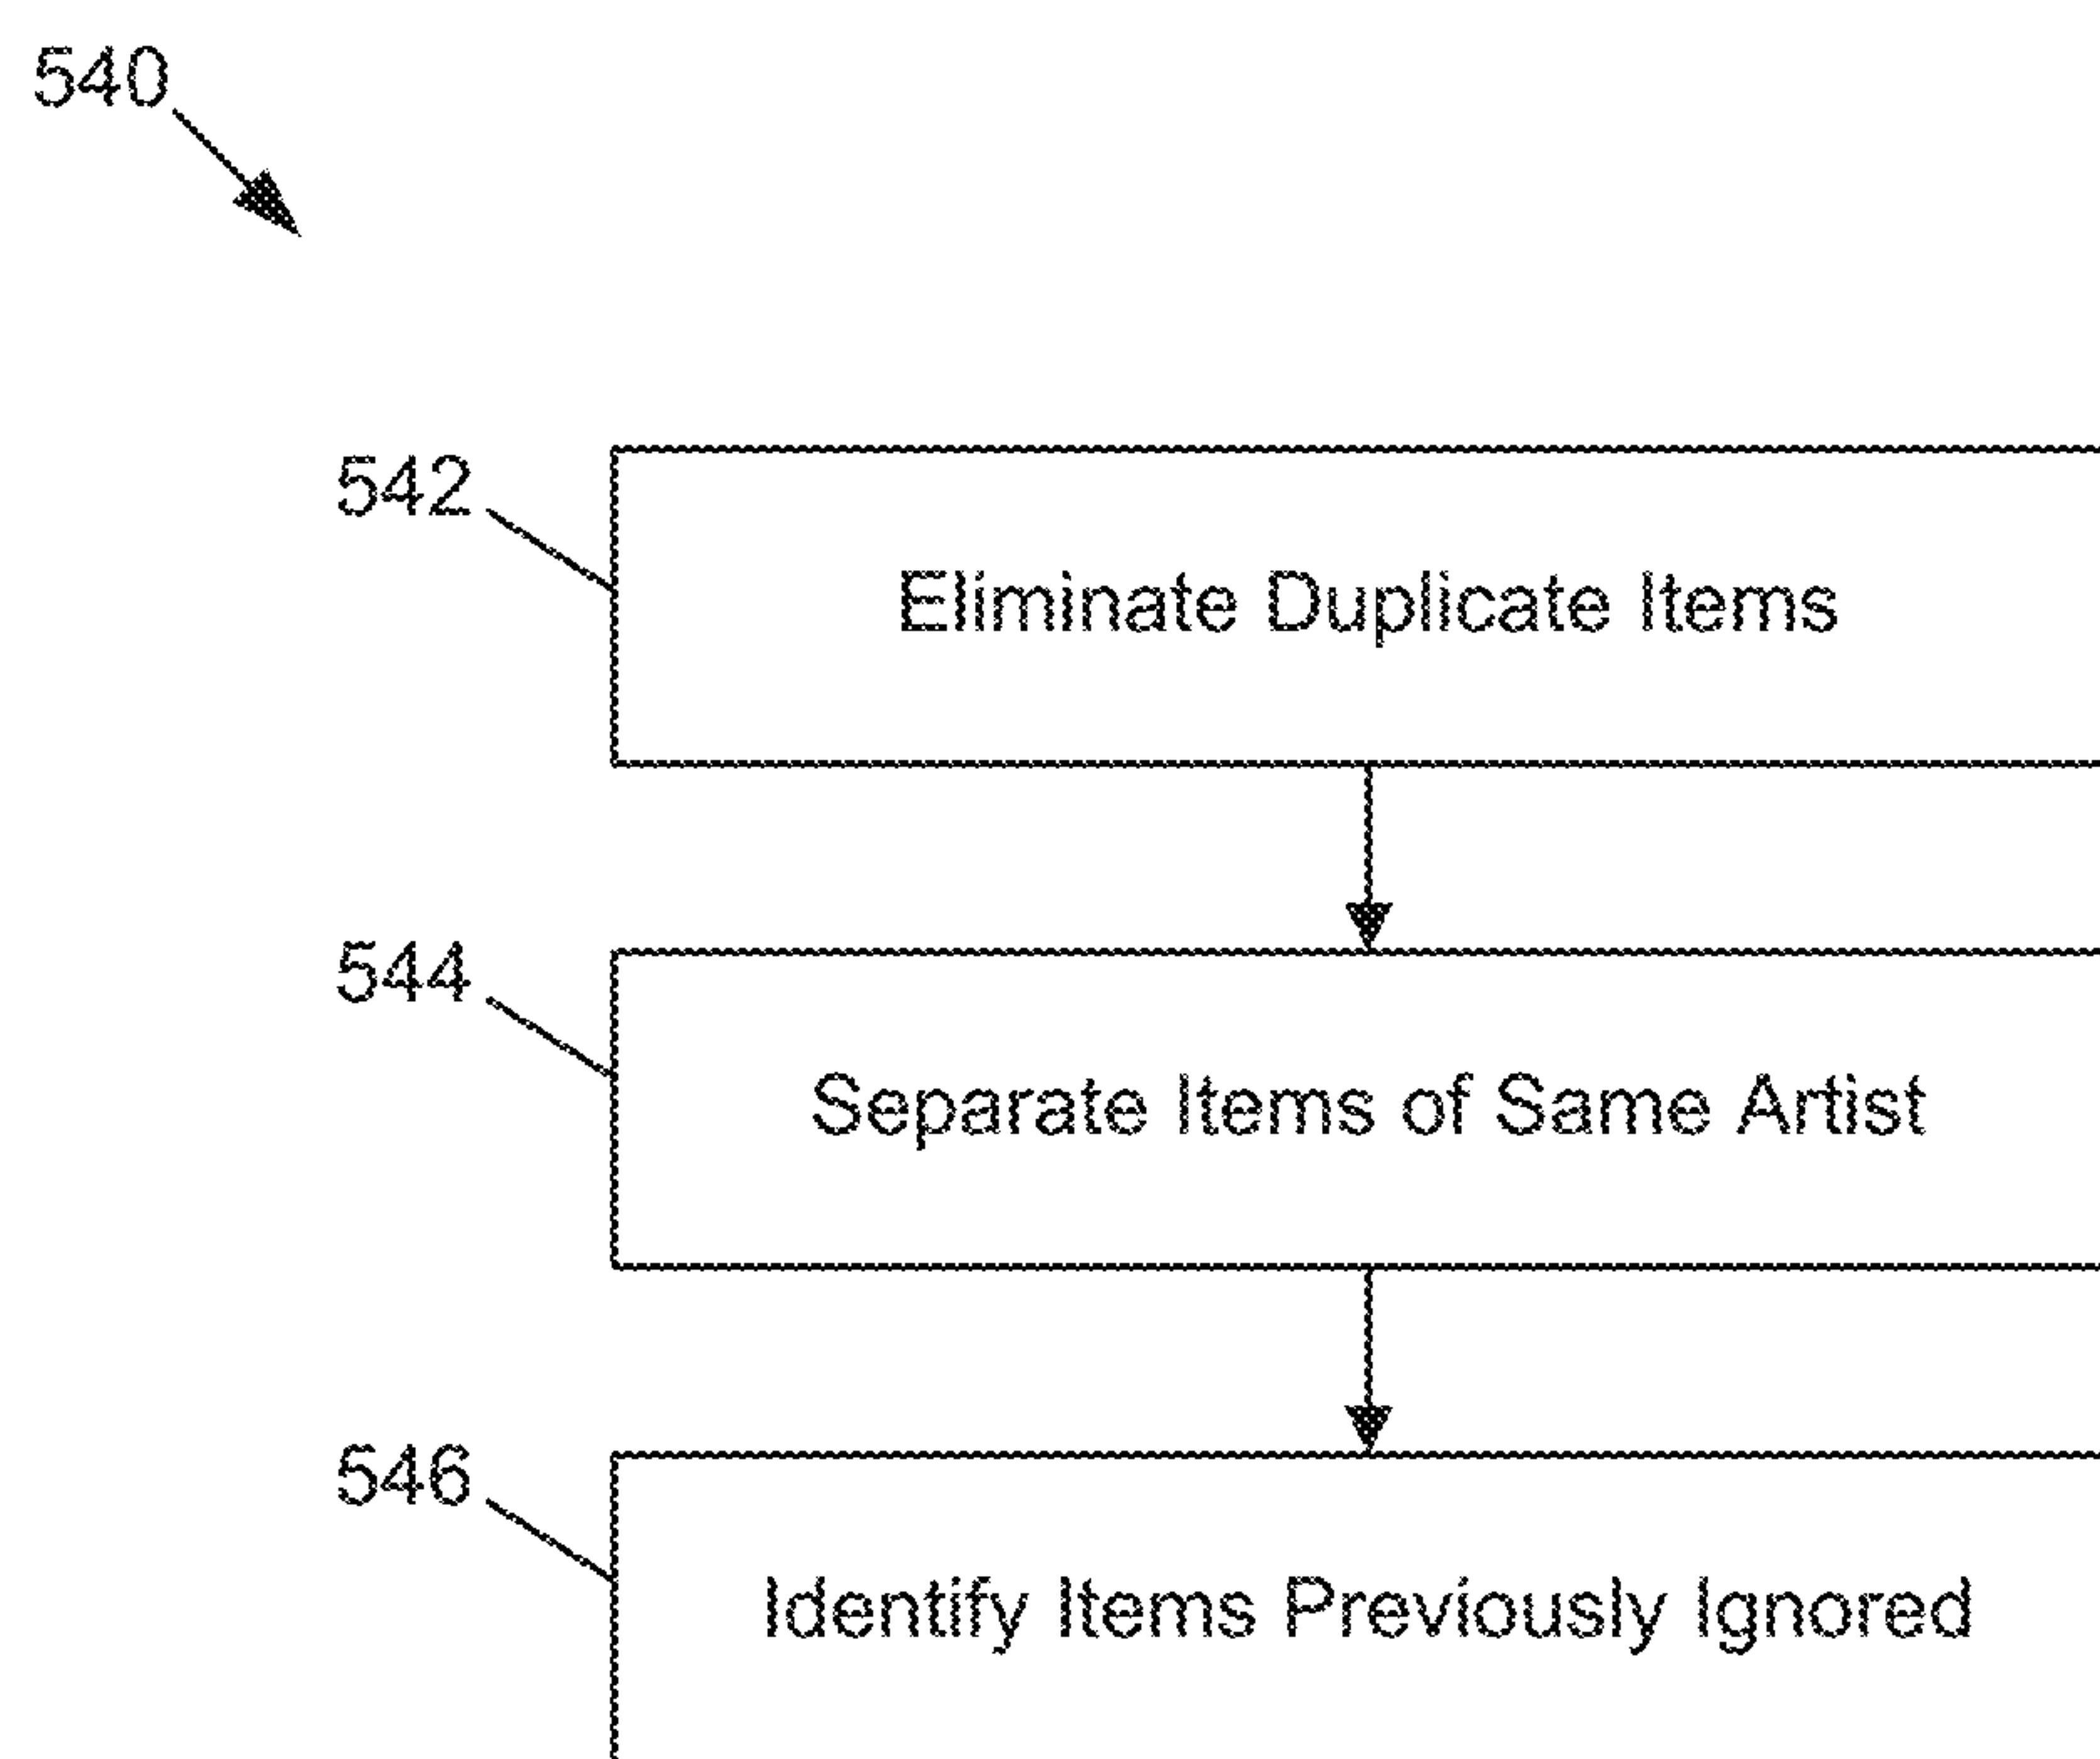 540
542
Eliminate Duplicate Items
544
Separate Items of Same Artist
546
Identify Items Previously Ignored